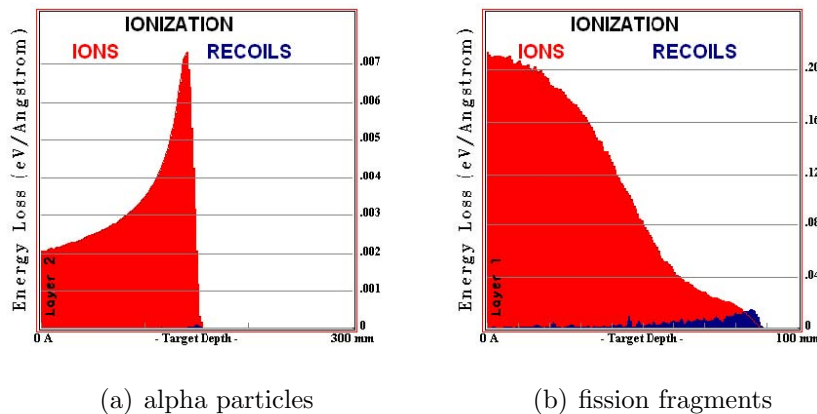 IONIZATION
IONS RECOILS
Energy Loss (eV/Angstrom)
.007
.006
.005
.004
.003
.002
.001
0
Layer 2
0 A - Target Depth - 300 mm
(a) alpha particles
IONIZATION
IONS RECOILS
Energy Loss (eV/Angstrom)
.20
.16
.12
.08
.04
0
Layer 1
0 A - Target Depth - 100 mm
(b) fission fragments